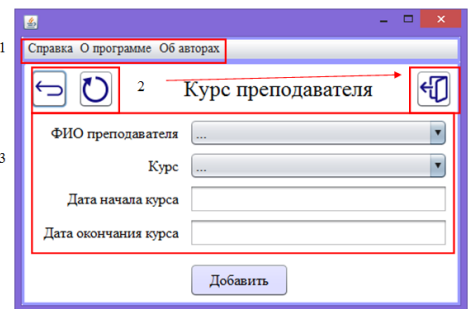 1
Справка О программе Об авторах
2
Курс преподавателя
3
ФИО преподавателя ...
Курс ...
Дата начала курса
Дата окончания курса
Добавить